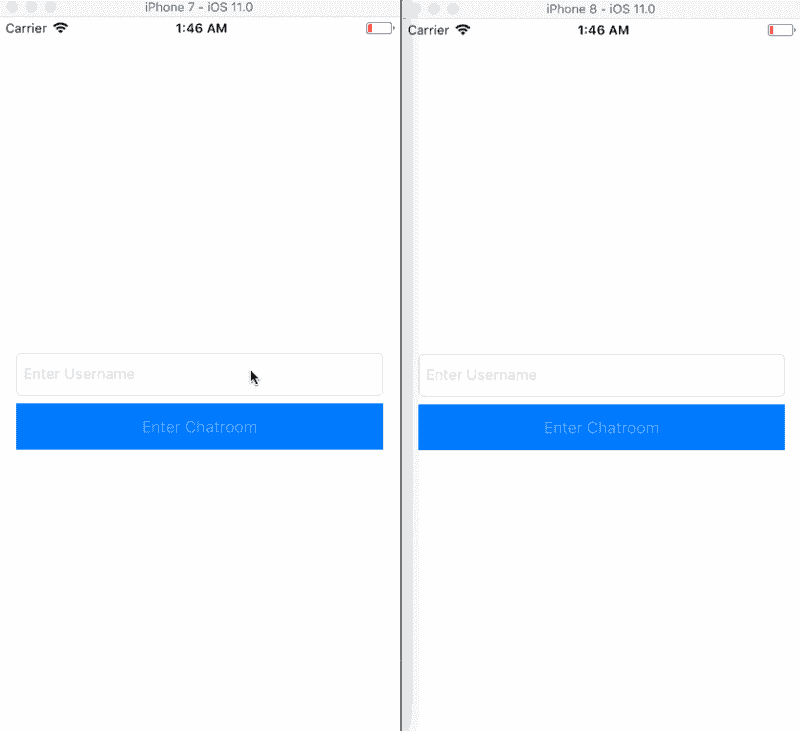 iPhone 7 - iOS 11.0
Carrier 1:46 AM
Enter Username
Enter Chatroom
iPhone 8 - iOS 11.0
Carrier 1:46 AM
Enter Username
Enter Chatroom